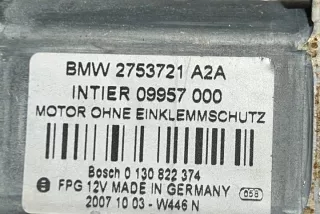 BMW 2753721 A2A
INTIER 09957 000
MOTOR OHNE EINKLEMMSCHUTZ
Bosch 0 130 822 374
FPG 12V MADE IN GERMANY
058
2007 10 03 - W446 N